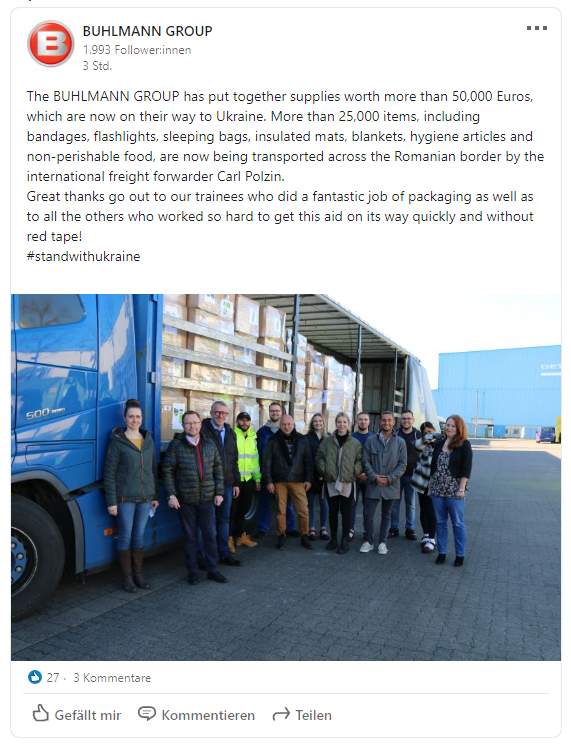 B
BUHLMANN GROUP
1.993 Follower:innen
3 Std.
The BUHLMANN GROUP has put together supplies worth more than 50,000 Euros,
which are now on their way to Ukraine. More than 25,000 items, including
bandages, flashlights, sleeping bags, insulated mats, blankets, hygiene articles and
non-perishable food, are now being transported across the Romanian border by the
international freight forwarder Carl Polzin.
Great thanks go out to our trainees who did a fantastic job of packaging as well as
to all the others who worked so hard to get this aid on its way quickly and without
red tape!
#standwithukraine
500
27 · 3 Kommentare
Gefällt mir Kommentieren Teilen